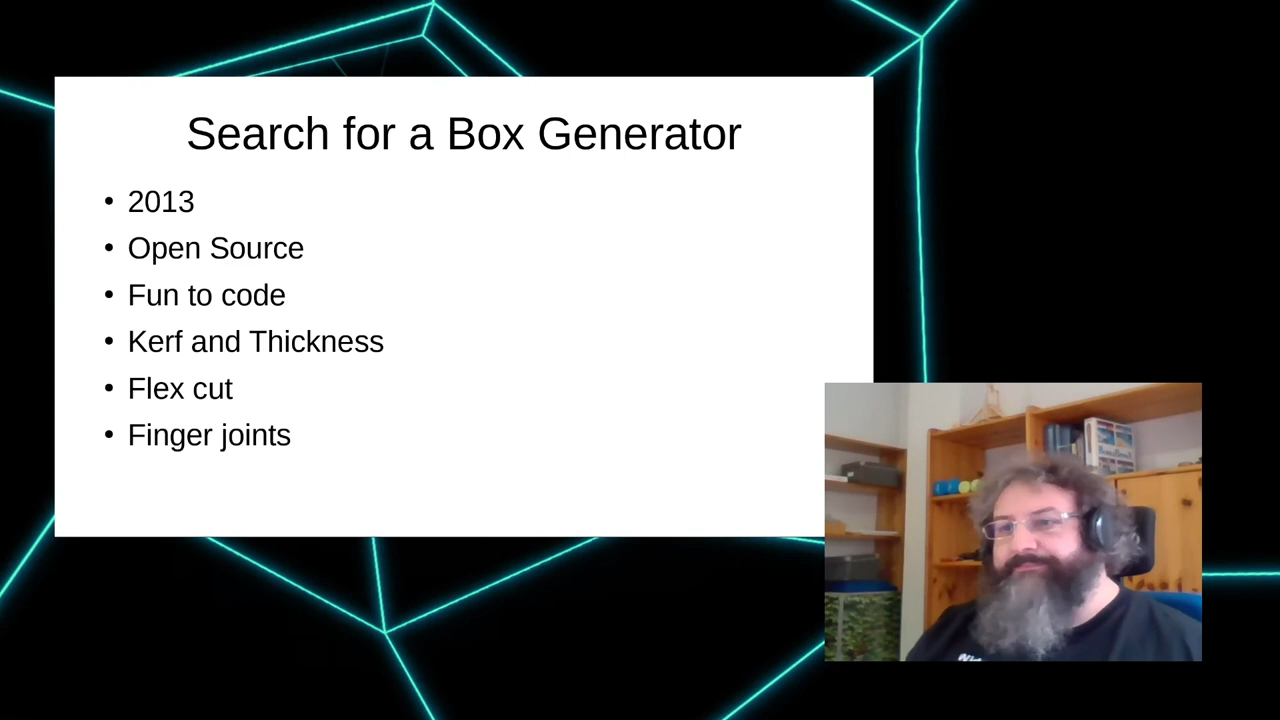 Search for a Box Generator
2013
Open Source
Fun to code
Kerf and Thickness
Flex cut
Finger joints